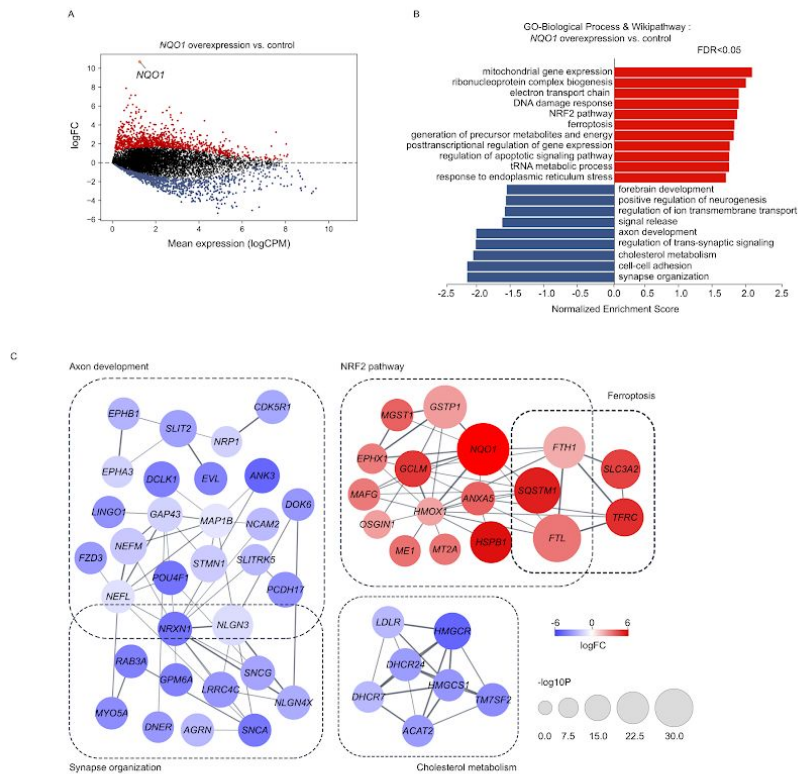 A
NQO1 overexpression vs. control
NQO1
10
8
6
4
2
0
−2
−4
−6
logFC
0
2
4
6
8
10
Mean expression (logCPM)
B
GO-Biological Process & Wikipathway :
NQO1 overexpression vs. control
FDR<0.05
mitochondrial gene expression
ribonucleoprotein complex biogenesis
electron transport chain
DNA damage response
NRF2 pathway
ferroptosis
generation of precursor metabolites and energy
posttranscriptional regulation of gene expression
regulation of apoptotic signaling pathway
tRNA metabolic process
response to endoplasmic reticulum stress
forebrain development
positive regulation of neurogenesis
regulation of ion transmembrane transport
signal release
axon development
regulation of trans-synaptic signaling
cholesterol metabolism
cell-cell adhesion
synapse organization
-2.5
-2.0
-1.5
-1.0
-0.5
0.0
0.5
1.0
1.5
2.0
2.5
Normalized Enrichment Score
C
Axon development
EPHB1
SLIT2
NRP1
CDK5R1
EPHA3
DCLK1
EVL
ANK3
LINGO1
GAP43
MAP1B
NCAM2
DOK6
FZD3
NEFM
STMN1
SLITRK5
POU4F1
PCDH17
NEFL
NRXN1
NLGN3
RAB3A
GPM6A
LRRC4C
SNCG
NLGN4X
MYO5A
DNER
AGRN
SNCA
Synapse organization
NRF2 pathway
Ferroptosis
MGST1
GSTP1
EPHX1
GCLM
NQO1
FTH1
SLC3A2
MAFG
HMOX1
ANXA5
SQSTM1
OSGIN1
TFRC
ME1
MT2A
HSPB1
FTL
LDLR
HMGCR
DHCR24
DHCR7
HMGCS1
TM7SF2
ACAT2
Cholesterol metabolism
-6
0
6
logFC
-log10P
0.0
7.5
15.0
22.5
30.0